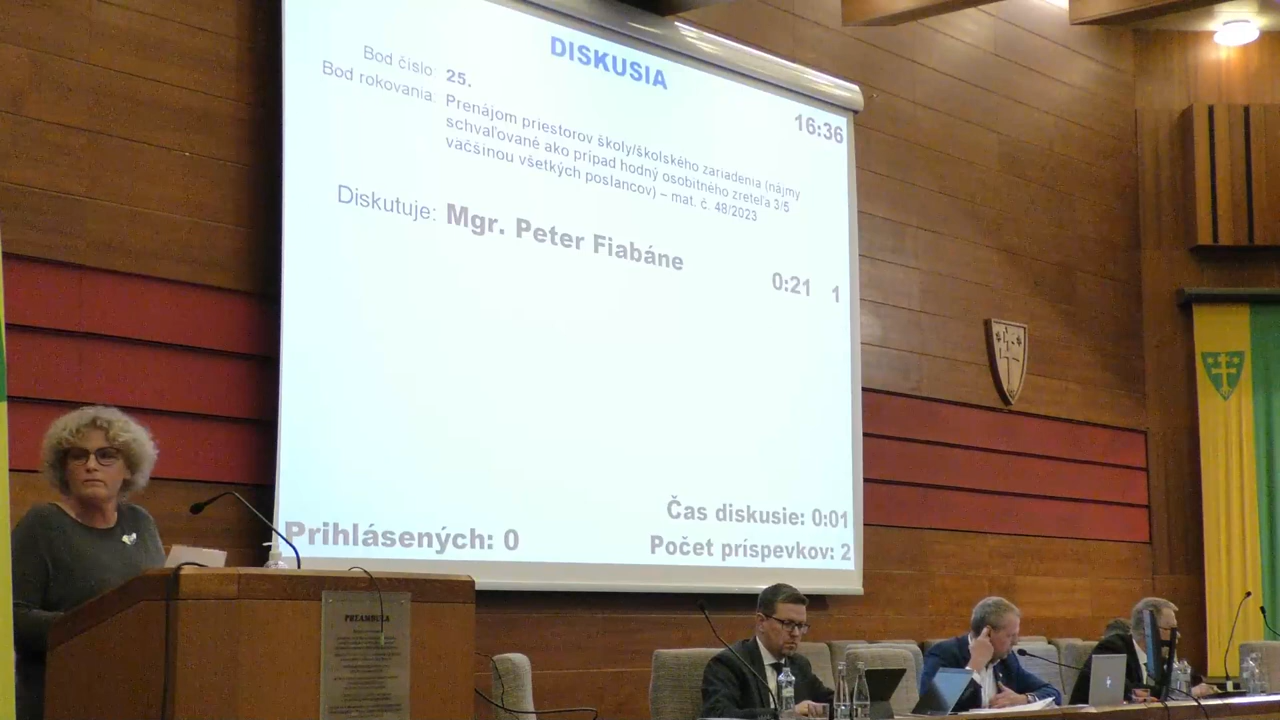 DISKUSIA
16:36
Bod číslo: 25.
Bod rokovania: Prenájom priestorov školy/školského zariadenia (nájmy
schvaľované ako prípad hodný osobitného zreteľa 3/5
väčšinou všetkých poslancov) – mat. č. 48/2023
Diskutuje: Mgr. Peter Fiabáne
0:21 1
Čas diskusie: 0:01
Prihlásených: 0
Počet príspevkov: 2
PREAMBULA